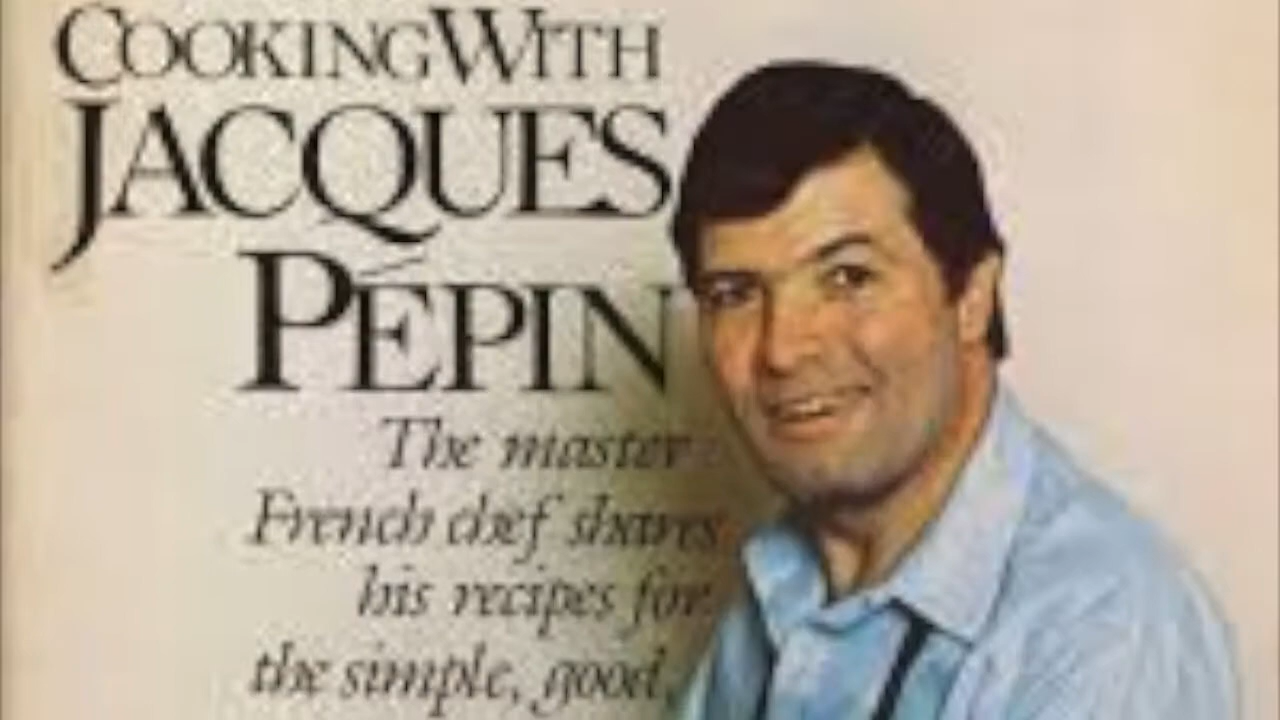 COOKING WITH
JACQUES
PÉPIN
The master
French chef shares
his recipes for
the simple, good,